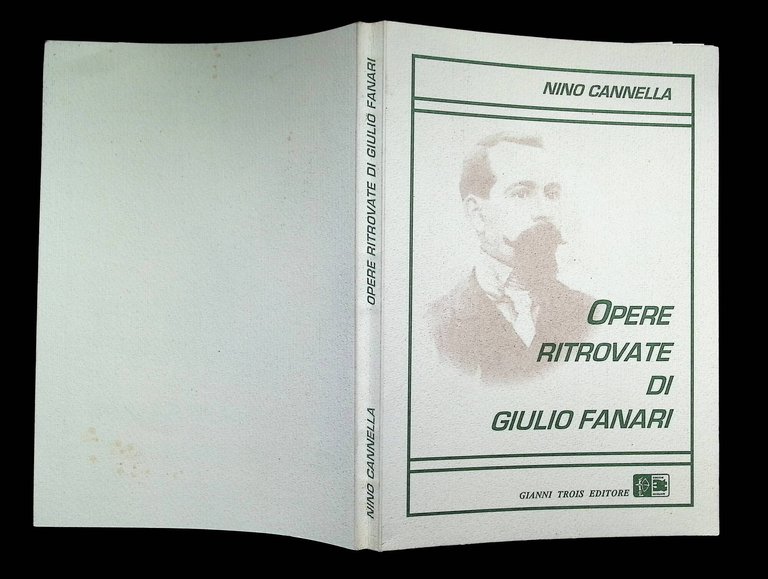 NINO CANNELLA
OPERE
RITROVATE
DI
GIULIO FANARI
GIANNI TROIS EDITORE
OPERE RITROVATE DI GIULIO FANARI
NINO CANNELLA